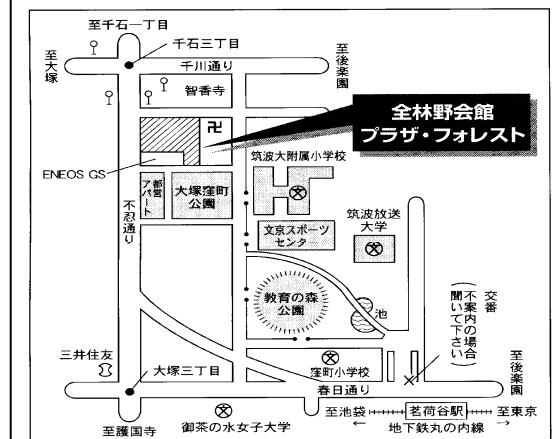 至千石一丁目
千石三丁目
至大塚
千川通り
至後楽園
智香寺
卍
全林野会館
プラザ・フォレスト
筑波大附属小学校
ENEOS GS
都営
アパート
大塚窪町
公園
不忍通り
文京スポーツ
センター
筑波放送
大学
教育の森
公園
池
交番
(不案内の場合
聞いて下さい)
三井住友
大塚三丁目
窪町小学校
春日通り
至後楽園
至護国寺
御茶の水女子大学
至池袋
茗荷谷駅
至東京
地下鉄丸の内線